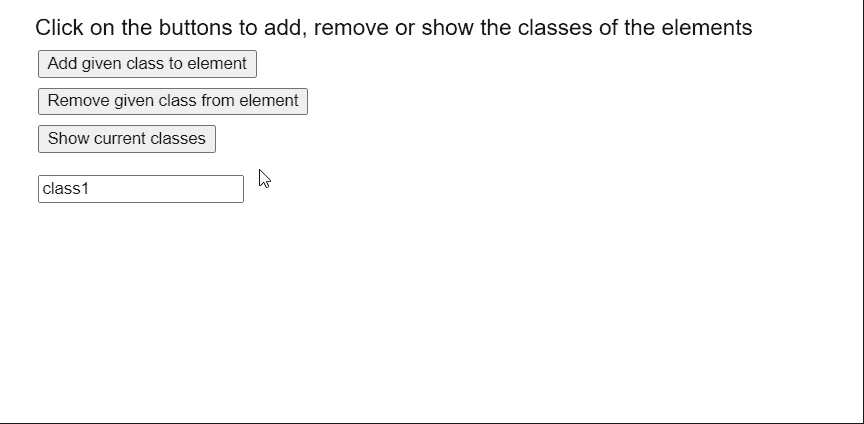 Click on the buttons to add, remove or show the classes of the elements
Add given class to element
Remove given class from element
Show current classes
class1